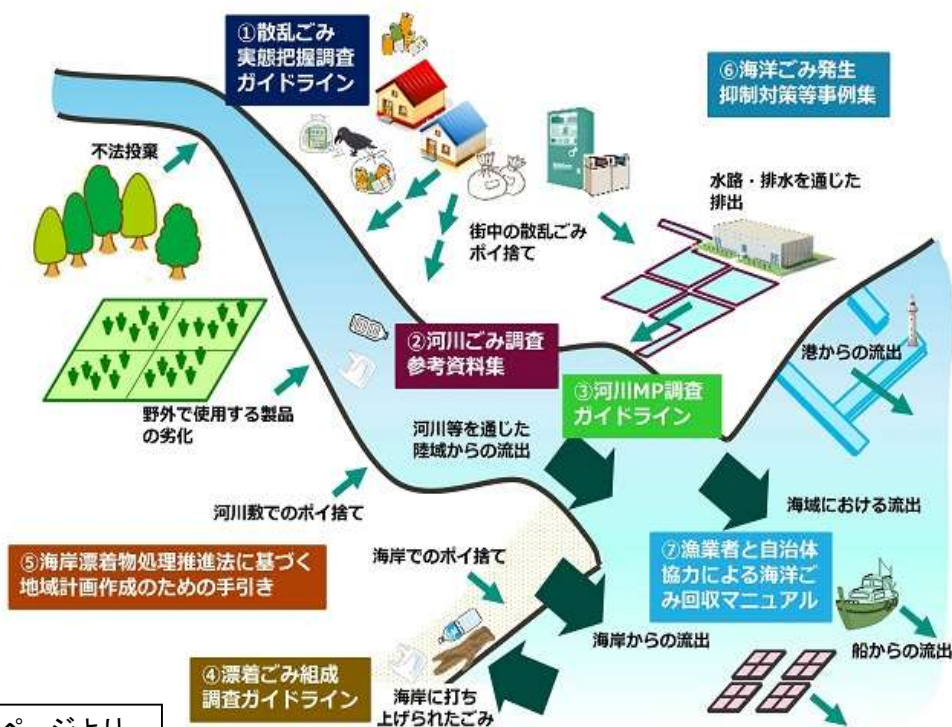 ①散乱ごみ
実態把握調査
ガイドライン
⑥海洋ごみ発生
抑制対策等事例集
不法投棄
水路・排水を通じた
排出
街中の散乱ごみ
ポイ捨て
②河川ごみ調査
参考資料集
港からの流出
③河川MP調査
ガイドライン
野外で使用する製品
の劣化
河川等を通じた
陸域からの流出
河川敷でのポイ捨て
海域における流出
⑤海岸漂着物処理推進法に基づく
地域計画作成のための手引き
海岸でのポイ捨て
⑦漁業者と自治体
協力による海洋ご
み回収マニュアル
海岸からの流出
船からの流出
④漂着ごみ組成
調査ガイドライン
海岸に打ち
上げられたごみ
ページより